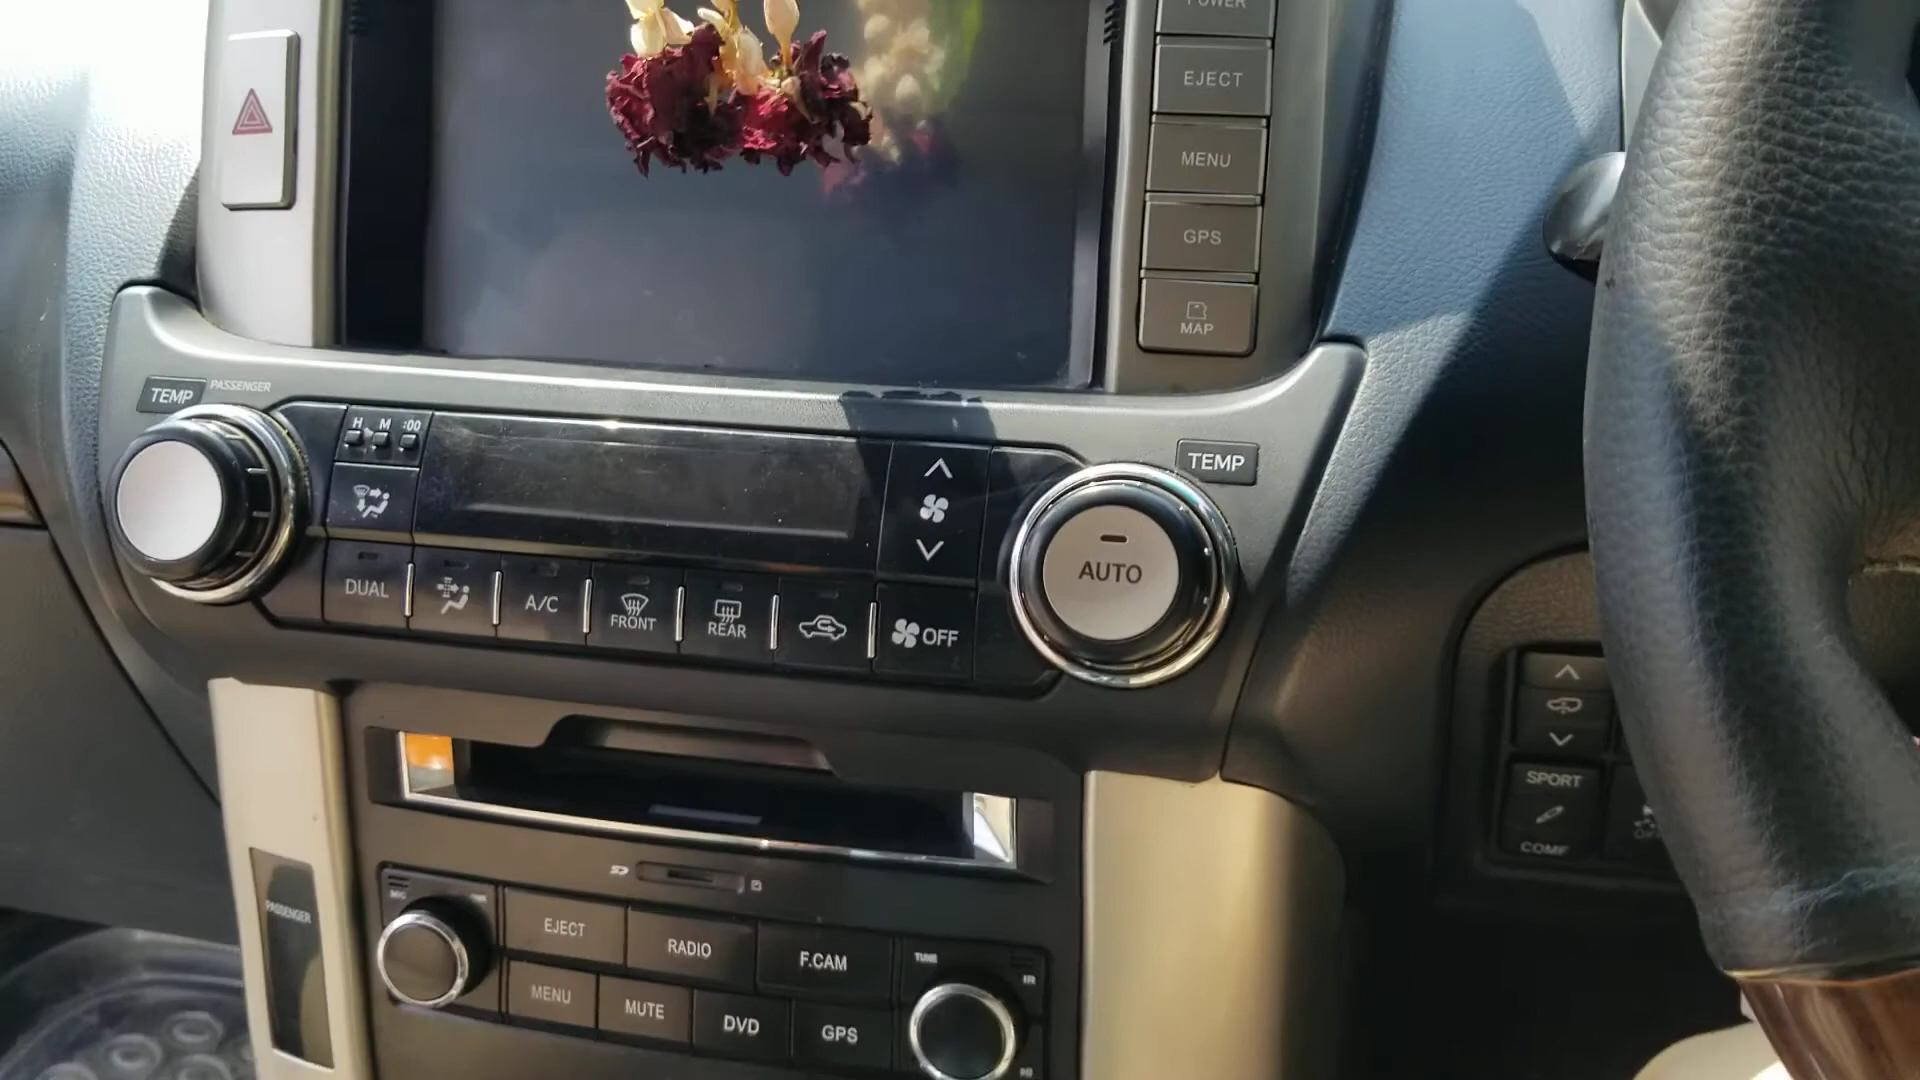 POWER
EJECT
MENU
GPS
MAP
TEMP PASSENGER
H M :00
TEMP
AUTO
DUAL
A/C
FRONT
REAR
OFF
SPORT
COMF
PASSENGER
EJECT
RADIO
F.CAM
TUNE
IR
MENU
MUTE
DVD
GPS